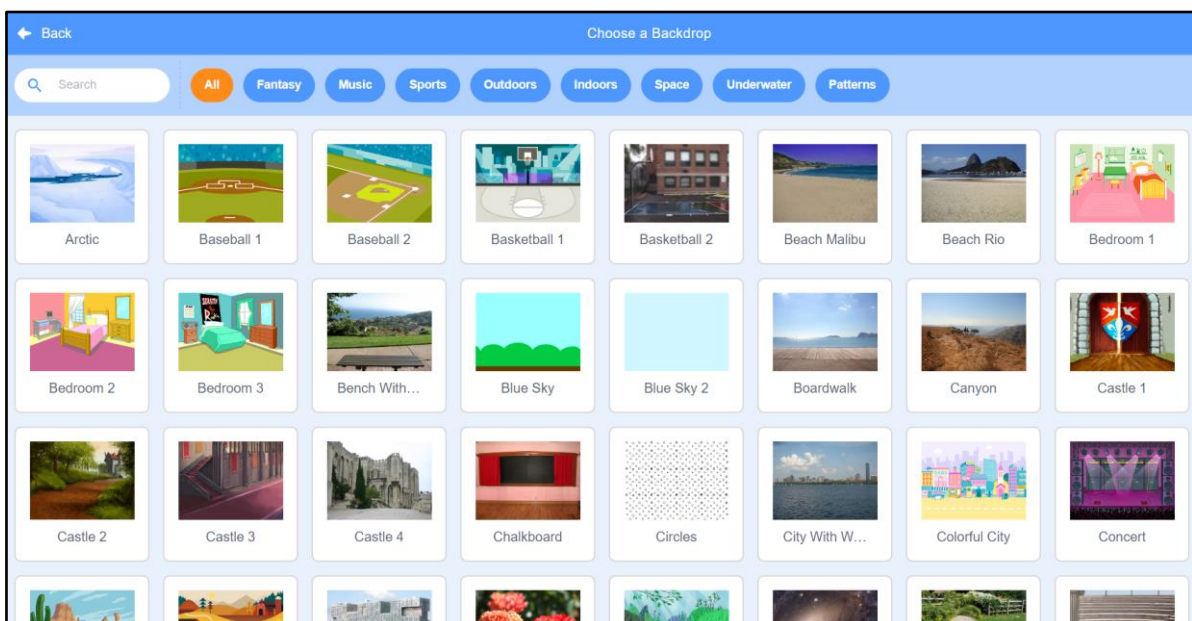 Back
Choose a Backdrop
Search
All
Fantasy
Music
Sports
Outdoors
Indoors
Space
Underwater
Patterns
Arctic
Baseball 1
Baseball 2
Basketball 1
Basketball 2
Beach Malibu
Beach Rio
Bedroom 1
Bedroom 2
Bedroom 3
Bench With...
Blue Sky
Blue Sky 2
Boardwalk
Canyon
Castle 1
Castle 2
Castle 3
Castle 4
Chalkboard
Circles
City With W...
Colorful City
Concert